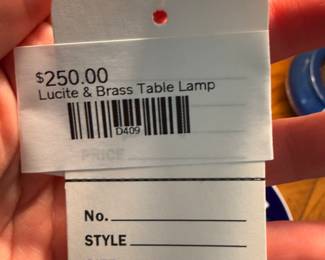 $250.00
Lucite & Brass Table Lamp
D409
PRICE
No.
STYLE